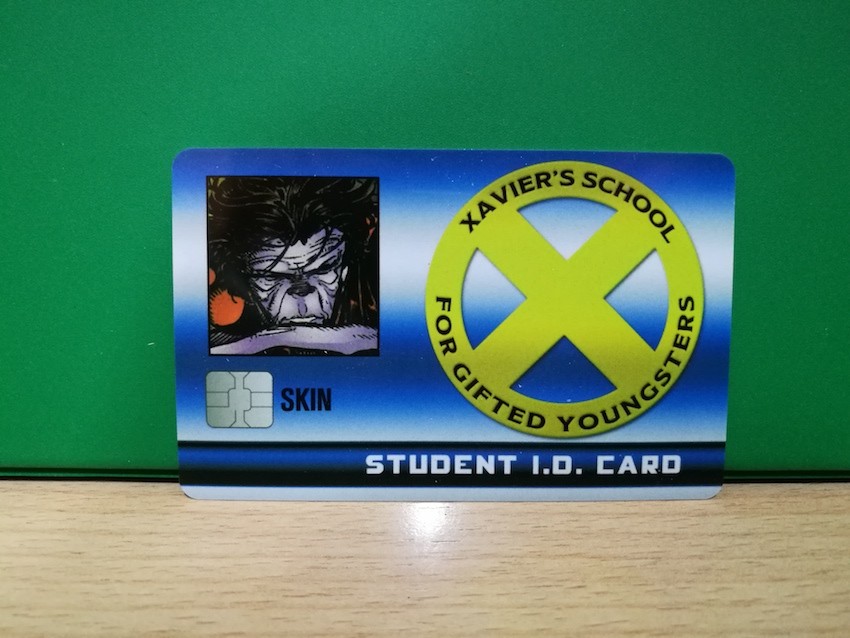 XAVIER'S SCHOOL
FOR GIFTED YOUNGSTERS
SKIN
STUDENT I.D. CARD